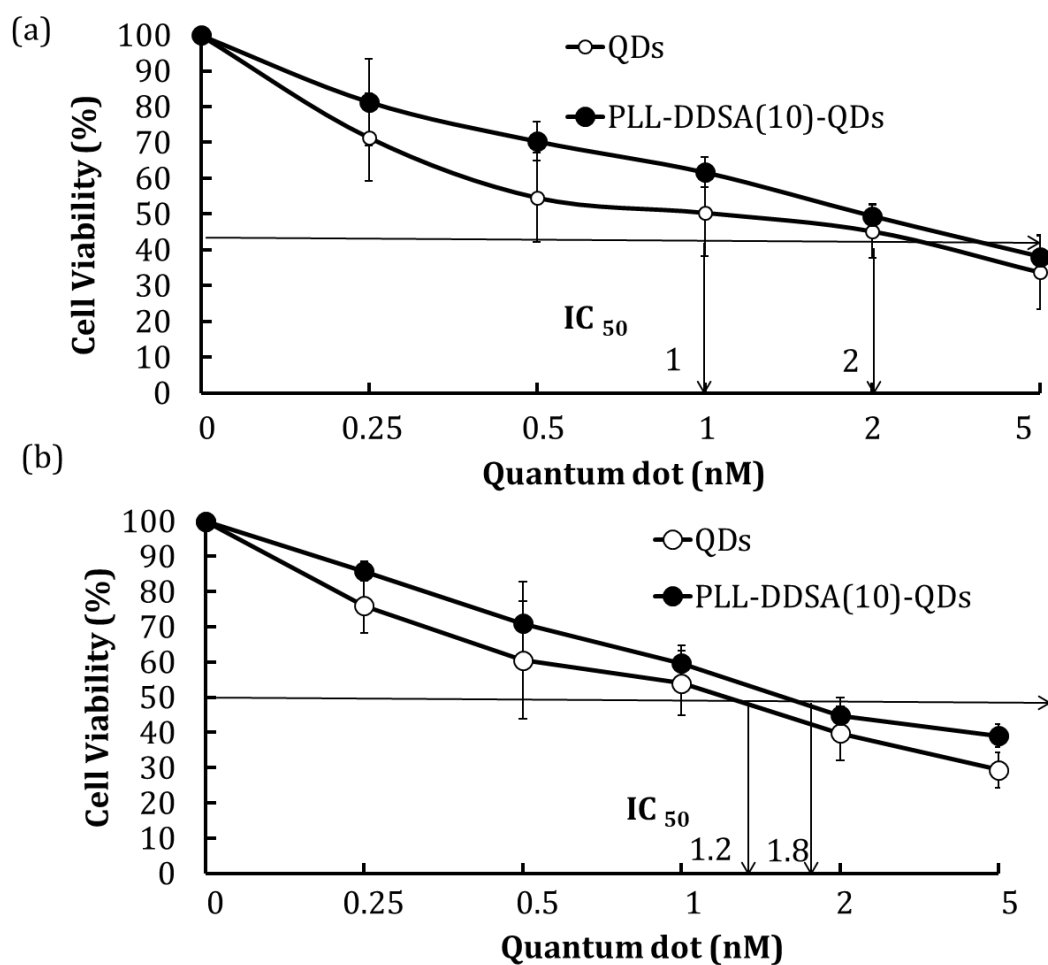 (a)
QDs
PLL-DDSA(10)-QDs
Cell Viability (%)
100
90
80
70
60
50
40
30
20
10
0
IC 50
1
2
0 0.25 0.5 1 2 5
Quantum dot (nM)
(b)
QDs
PLL-DDSA(10)-QDs
Cell Viability (%)
100
90
80
70
60
50
40
30
20
10
0
IC 50
1.2
1.8
0 0.25 0.5 1 2 5
Quantum dot (nM)